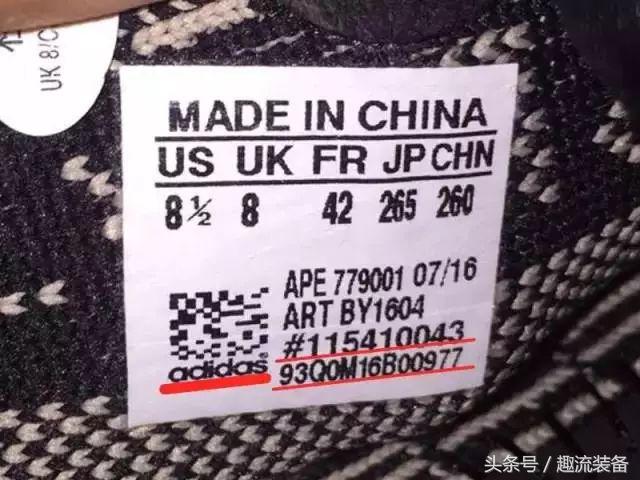 UK 8/C
MADE IN CHINA
US UK FR JP CHN
8½ 8 42 265 260
APE 779001 07/16
ART BY1604
#115410043
adidas® 93Q0M16B00977
头条号 / 趣流装备